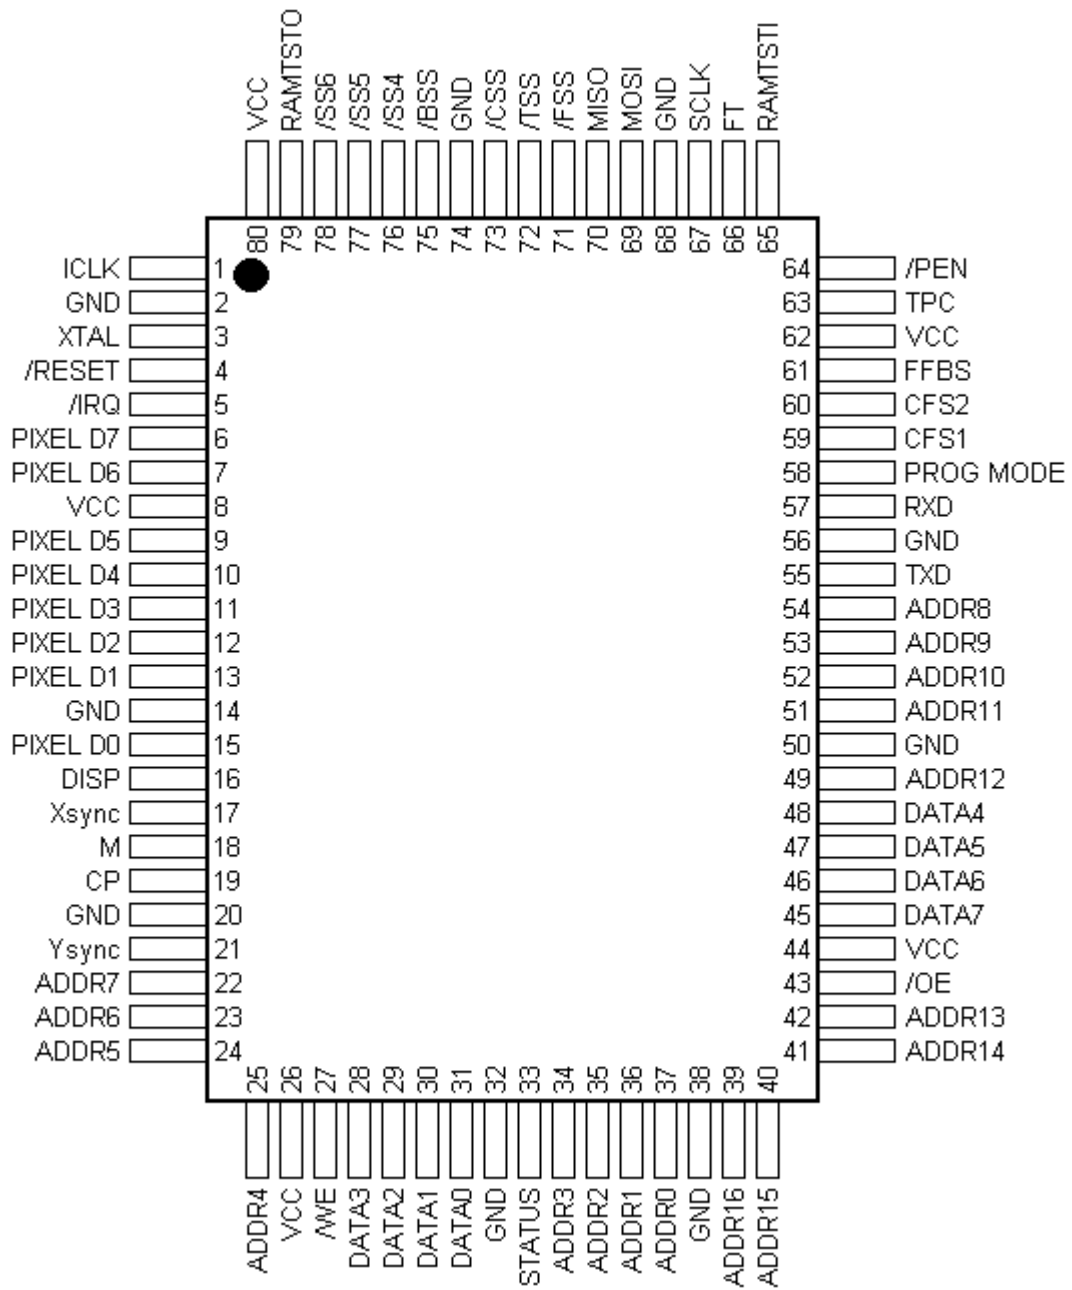 VCC
RAMTSTO
/SS6
/SS5
/SS4
/BSS
GND
/CSS
/TSS
/FSS
MISO
MOSI
GND
SCLK
FT
RAMTSTI
80
79
78
77
76
75
74
73
72
71
70
69
68
67
66
65
ICLK 1
GND 2
XTAL 3
/RESET 4
/IRQ 5
PIXEL D7 6
PIXEL D6 7
VCC 8
PIXEL D5 9
PIXEL D4 10
PIXEL D3 11
PIXEL D2 12
PIXEL D1 13
GND 14
PIXEL D0 15
DISP 16
Xsync 17
M 18
CP 19
GND 20
Ysync 21
ADDR7 22
ADDR6 23
ADDR5 24
64 /PEN
63 TPC
62 VCC
61 FFBS
60 CFS2
59 CFS1
58 PROG MODE
57 RXD
56 GND
55 TXD
54 ADDR8
53 ADDR9
52 ADDR10
51 ADDR11
50 GND
49 ADDR12
48 DATA4
47 DATA5
46 DATA6
45 DATA7
44 VCC
43 /OE
42 ADDR13
41 ADDR14
25
26
27
28
29
30
31
32
33
34
35
36
37
38
39
40
ADDR4
VCC
/WE
DATA3
DATA2
DATA1
DATA0
GND
STATUS
ADDR3
ADDR2
ADDR1
ADDR0
GND
ADDR16
ADDR15